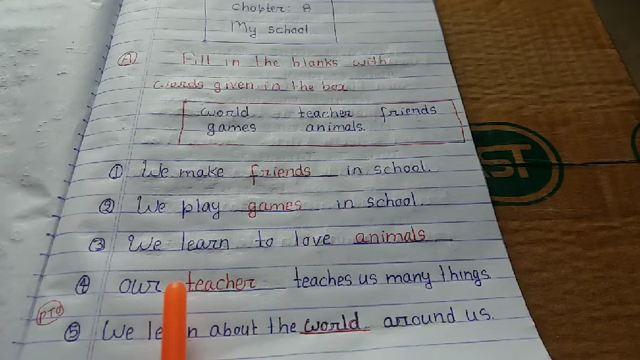 Chapter: 8
My school
Fill in the blanks with
words given in the box
world teacher friends
games animals.
① We make friends in school.
② We play games in school.
③ We learn to love animals
④ Our teacher teaches us many things
PTO
⑤ We learn about the world around us.
ST